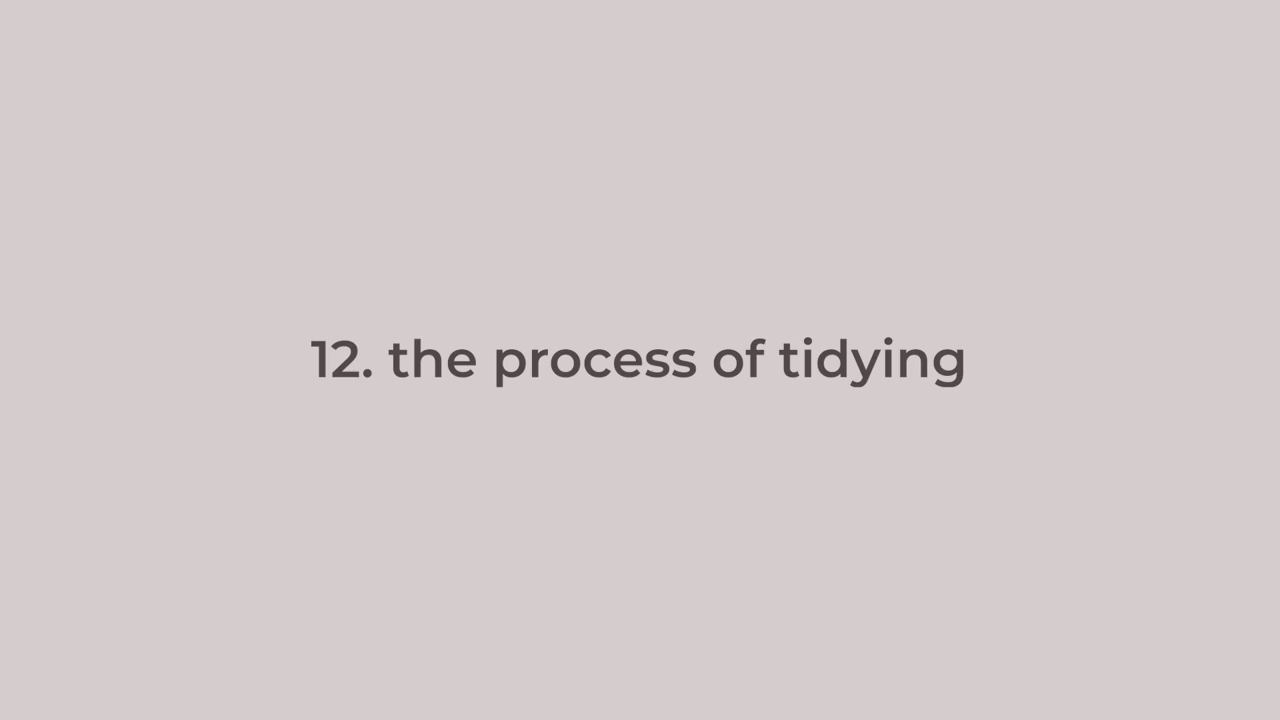 12. the process of tidying